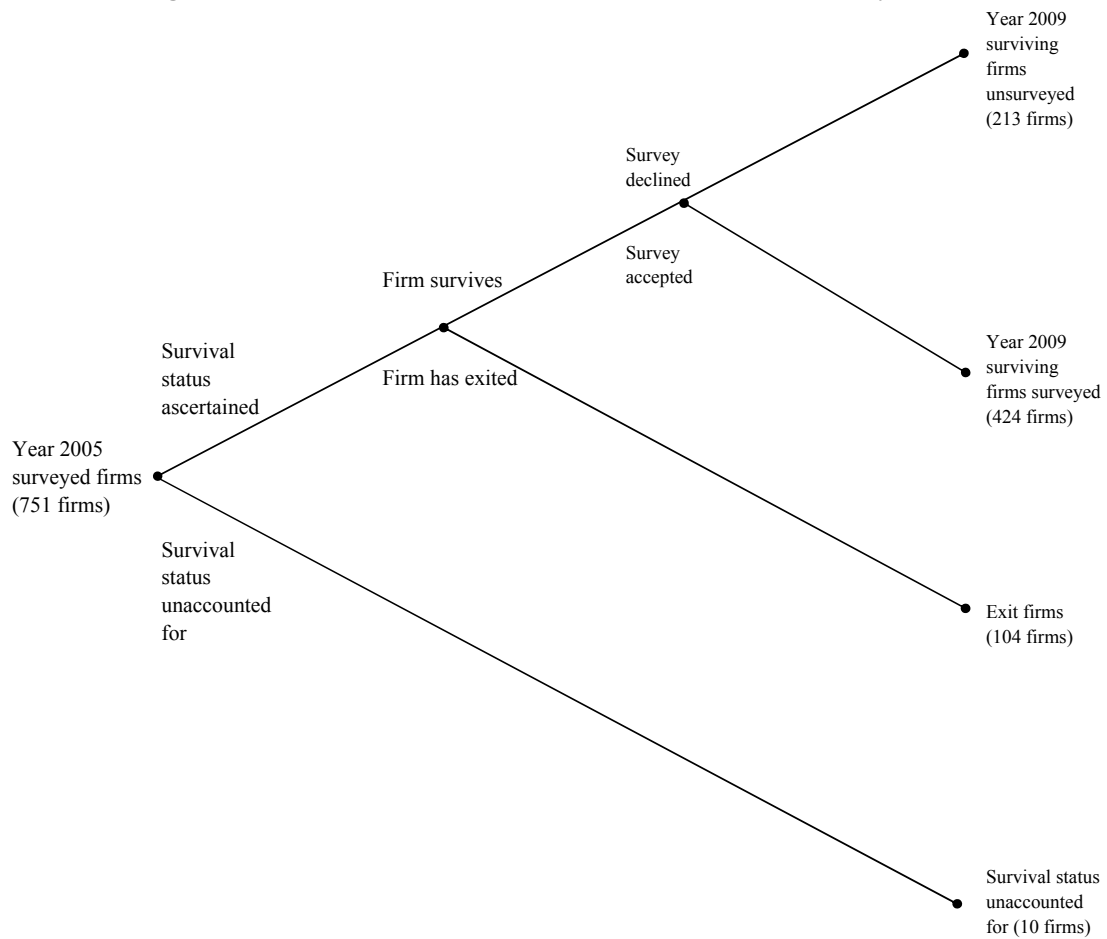 Year 2009
surviving
firms
unsurveyed
(213 firms)
Survey
declined
Survey
accepted
Firm survives
Year 2009
surviving
firms surveyed
(424 firms)
Survival
status
ascertained
Firm has exited
Year 2005
surveyed firms
(751 firms)
Survival
status
unaccounted
for
Exit firms
(104 firms)
Survival status
unaccounted
for (10 firms)